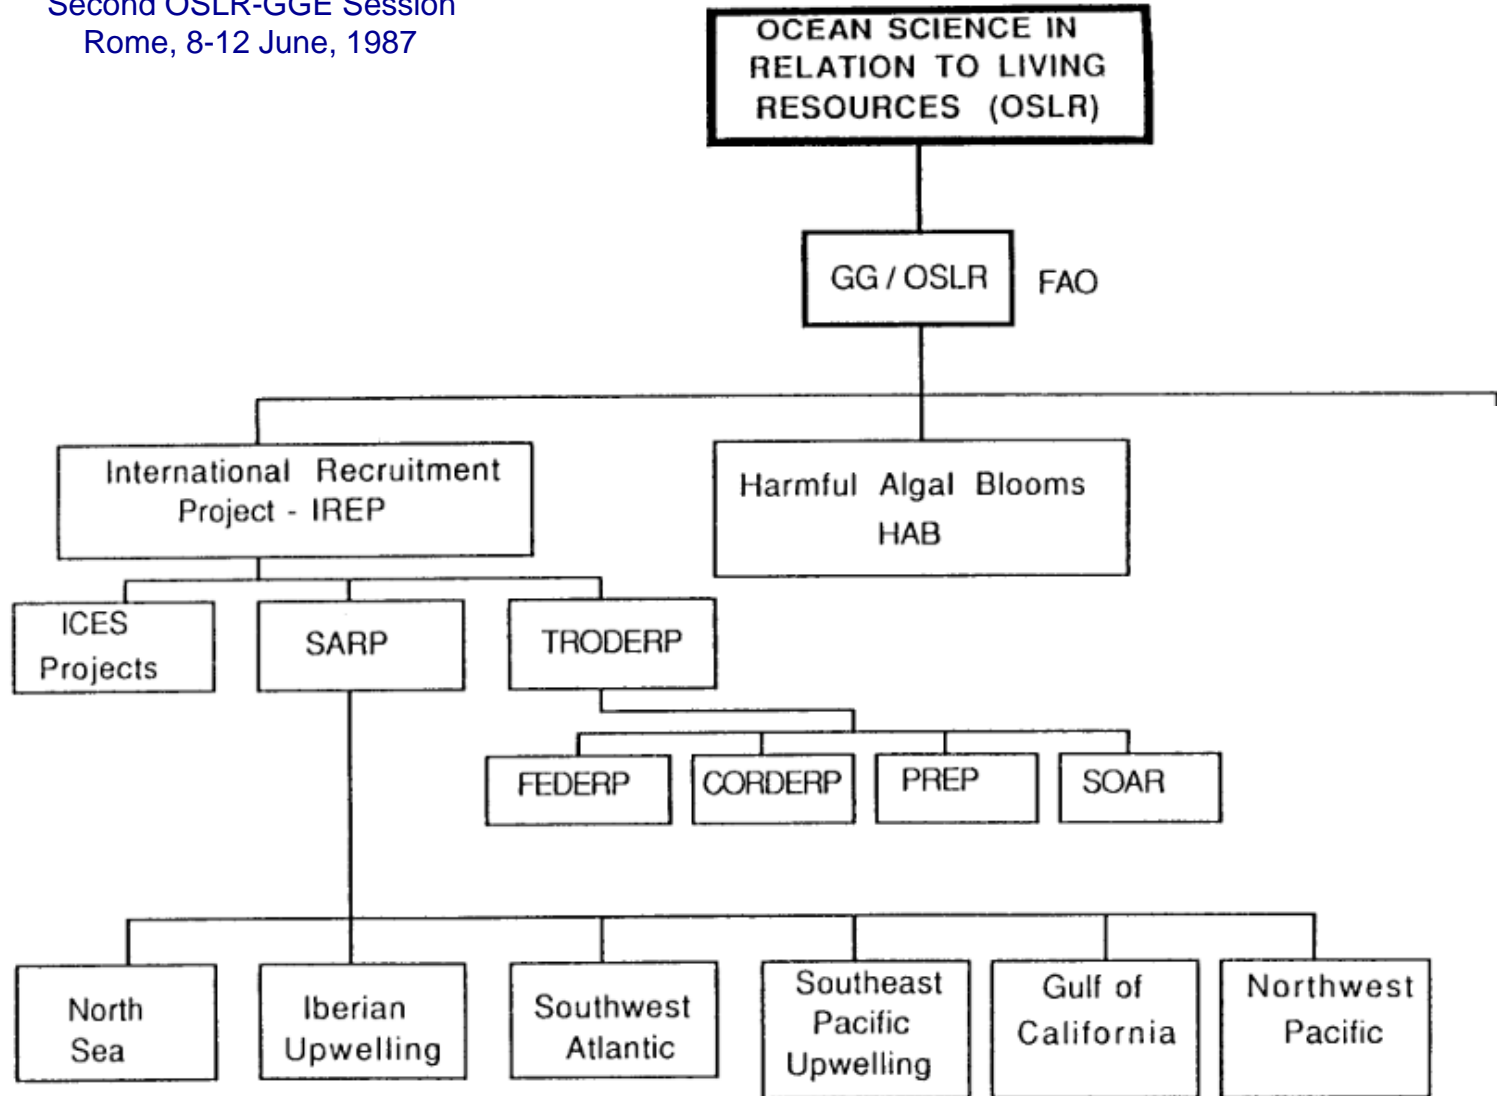 Second OSLR-GGE Session
Rome, 8-12 June, 1987
OCEAN SCIENCE IN
RELATION TO LIVING
RESOURCES (OSLR)
GG / OSLR
FAO
International Recruitment
Project - IREP
Harmful Algal Blooms
HAB
ICES
Projects
SARP
TRODERP
FEDERP
CORDERP
PREP
SOAR
North
Sea
Iberian
Upwelling
Southwest
Atlantic
Southeast
Pacific
Upwelling
Gulf of
California
Northwest
Pacific